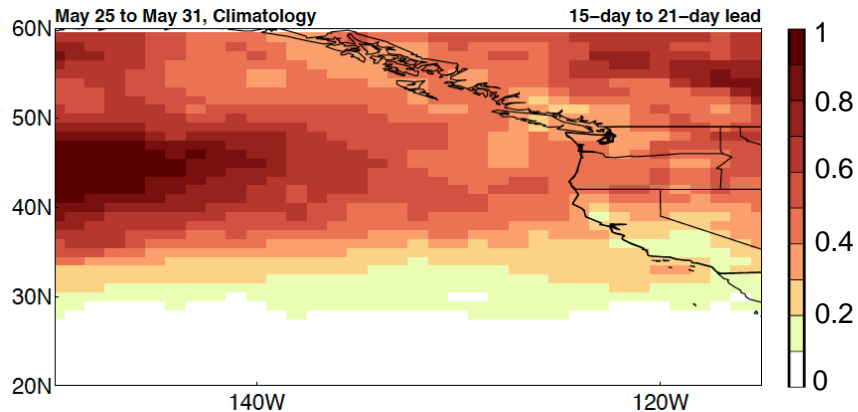 May 25 to May 31, Climatology 15−day to 21−day lead
60N
50N
40N
30N
20N
140W 120W
1
0.8
0.6
0.4
0.2
0